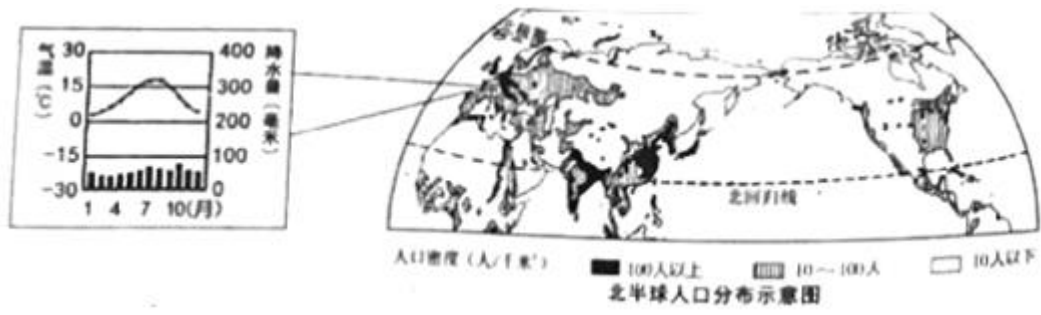 气温(℃)
30
15
0
-15
-30
降水量(毫米)
400
300
200
100
0
1 4 7 10(月)
北回归线
人口密度(人/千米²)
100人以上
10～100人
10人以下
北半球人口分布示意图